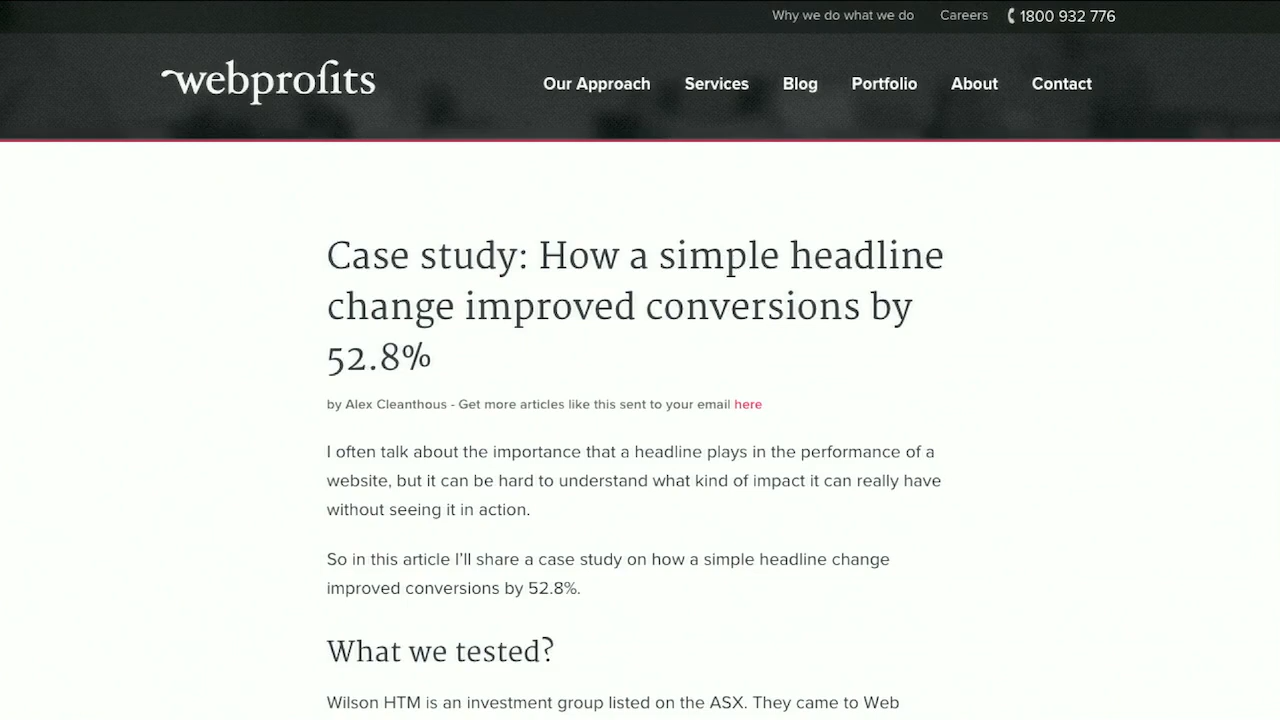 Why we do what we do Careers 1800 932 776
webprofits
Our Approach Services Blog Portfolio About Contact
Case study: How a simple headline
change improved conversions by
52.8%
by Alex Cleanthous - Get more articles like this sent to your email here
I often talk about the importance that a headline plays in the performance of a
website, but it can be hard to understand what kind of impact it can really have
without seeing it in action.
So in this article I’ll share a case study on how a simple headline change
improved conversions by 52.8%.
What we tested?
Wilson HTM is an investment group listed on the ASX. They came to Web